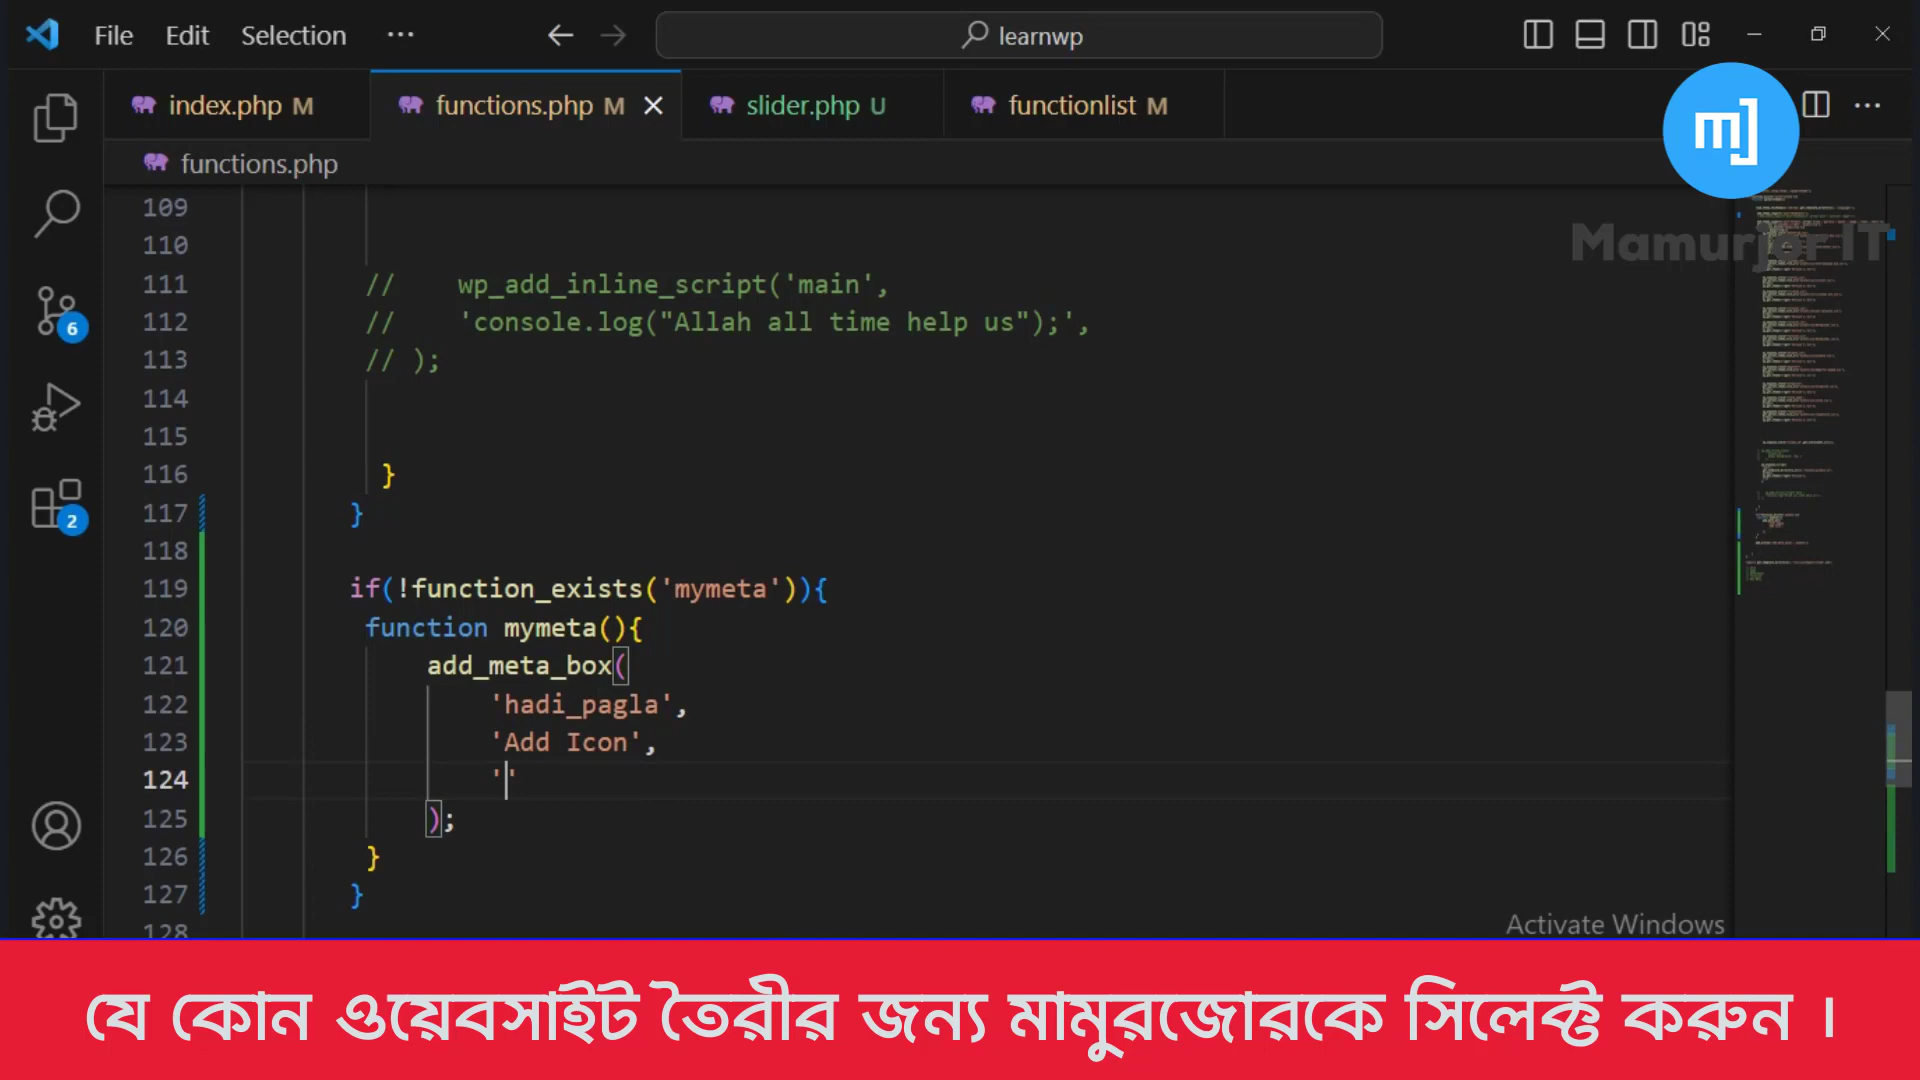 File Edit Selection ··· learnwp
index.php M functions.php M slider.php U functionlist M
mj
functions.php
Mamurjor IT
109
110
111 // wp_add_inline_script('main',
112 // 'console.log("Allah all time help us");',
113 // );
114
115
116 }
117 }
118
119 if(!function_exists('mymeta')){
120 function mymeta(){
121 add_meta_box(
122 'hadi_pagla',
123 'Add Icon',
124 ''
125 );
126 }
127 }
128
6
2
Activate Windows
যে কোন ওয়েবসাইট তৈরীর জন্য মামুরজোরকে সিলেক্ট করুন ।